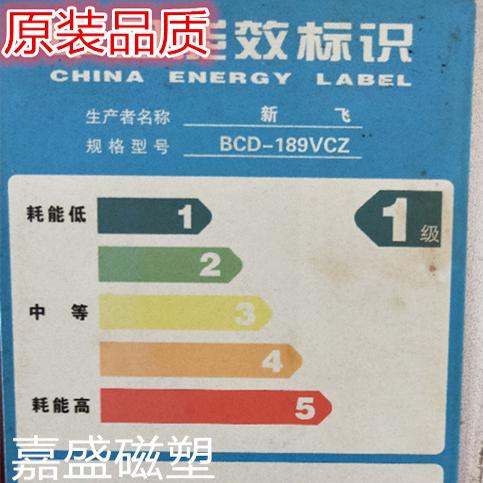 原装品质
能效标识
CHINA ENERGY LABEL
生产者名称 新飞
规格型号 BCD-189VCZ
耗能低 1 1级
2
中等 3
4
耗能高 5
嘉盛磁塑